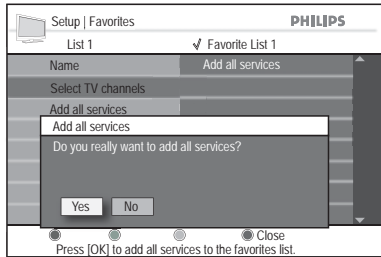 Setup | Favorites PHILIPS
List 1 √ Favorite List 1
Name Add all services
Select TV channels
Add all services
Add all services
Do you really want to add all services?
Yes No
Close
Press [OK] to add all services to the favorites list.